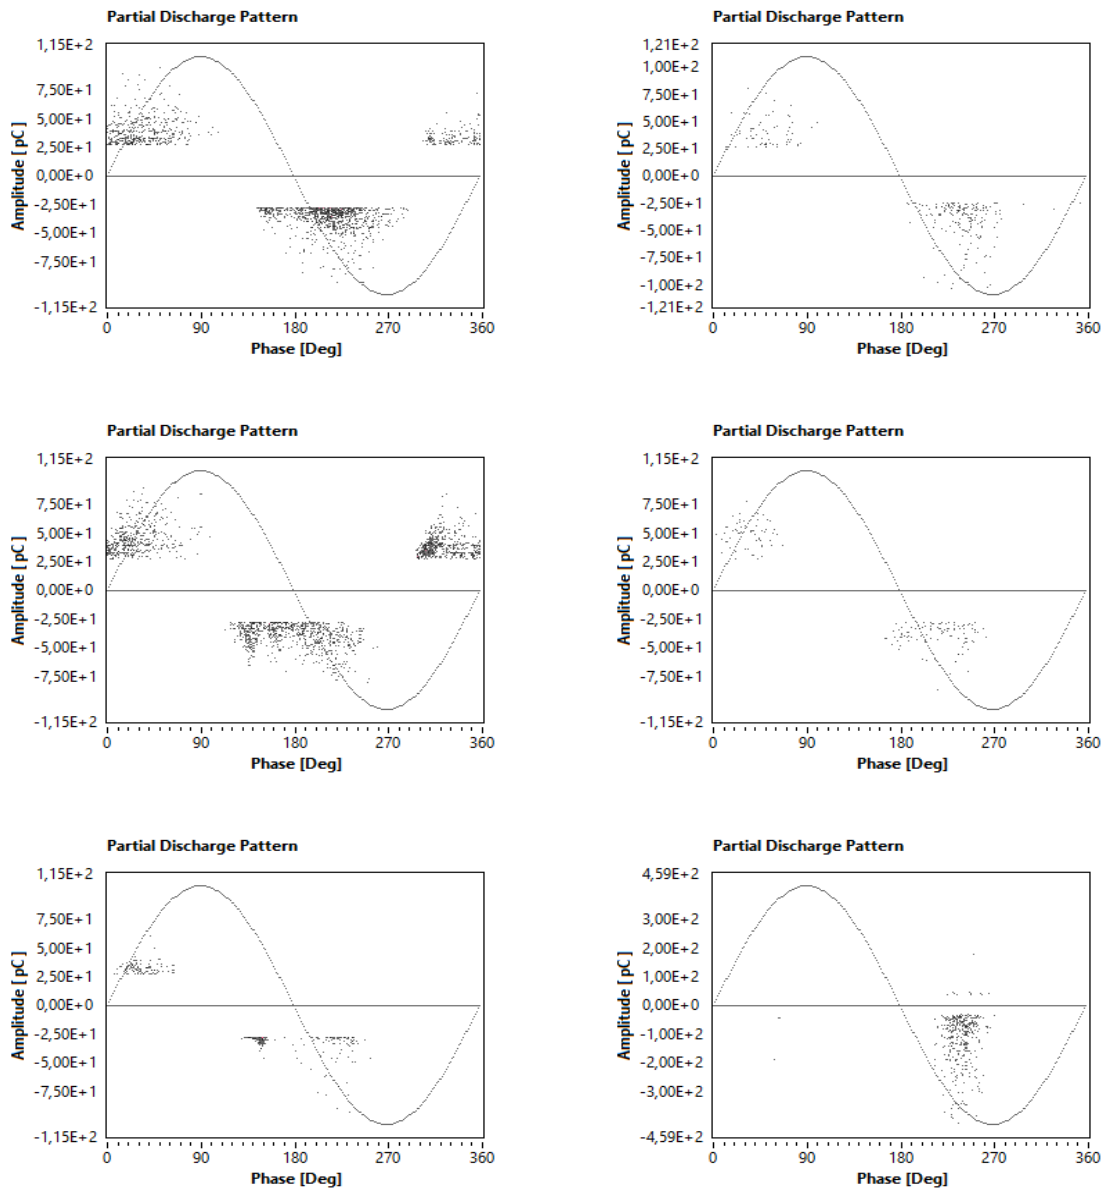 Partial Discharge Pattern
1,15E+2
7,50E+1
5,00E+1
2,50E+1
0,00E+0
-2,50E+1
-5,00E+1
-7,50E+1
-1,15E+2
Amplitude [ pC]
0 90 180 270 360
Phase [Deg]
Partial Discharge Pattern
1,21E+2
1,00E+2
7,50E+1
5,00E+1
2,50E+1
0,00E+0
-2,50E+1
-5,00E+1
-7,50E+1
-1,00E+2
-1,21E+2
Amplitude [ pC]
0 90 180 270 360
Phase [Deg]
Partial Discharge Pattern
1,15E+2
7,50E+1
5,00E+1
2,50E+1
0,00E+0
-2,50E+1
-5,00E+1
-7,50E+1
-1,15E+2
Amplitude [ pC]
0 90 180 270 360
Phase [Deg]
Partial Discharge Pattern
1,15E+2
7,50E+1
5,00E+1
2,50E+1
0,00E+0
-2,50E+1
-5,00E+1
-7,50E+1
-1,15E+2
Amplitude [ pC]
0 90 180 270 360
Phase [Deg]
Partial Discharge Pattern
1,15E+2
7,50E+1
5,00E+1
2,50E+1
0,00E+0
-2,50E+1
-5,00E+1
-7,50E+1
-1,15E+2
Amplitude [ pC]
0 90 180 270 360
Phase [Deg]
Partial Discharge Pattern
4,59E+2
3,00E+2
2,00E+2
1,00E+2
0,00E+0
-1,00E+2
-2,00E+2
-3,00E+2
-4,59E+2
Amplitude [ pC]
0 90 180 270 360
Phase [Deg]